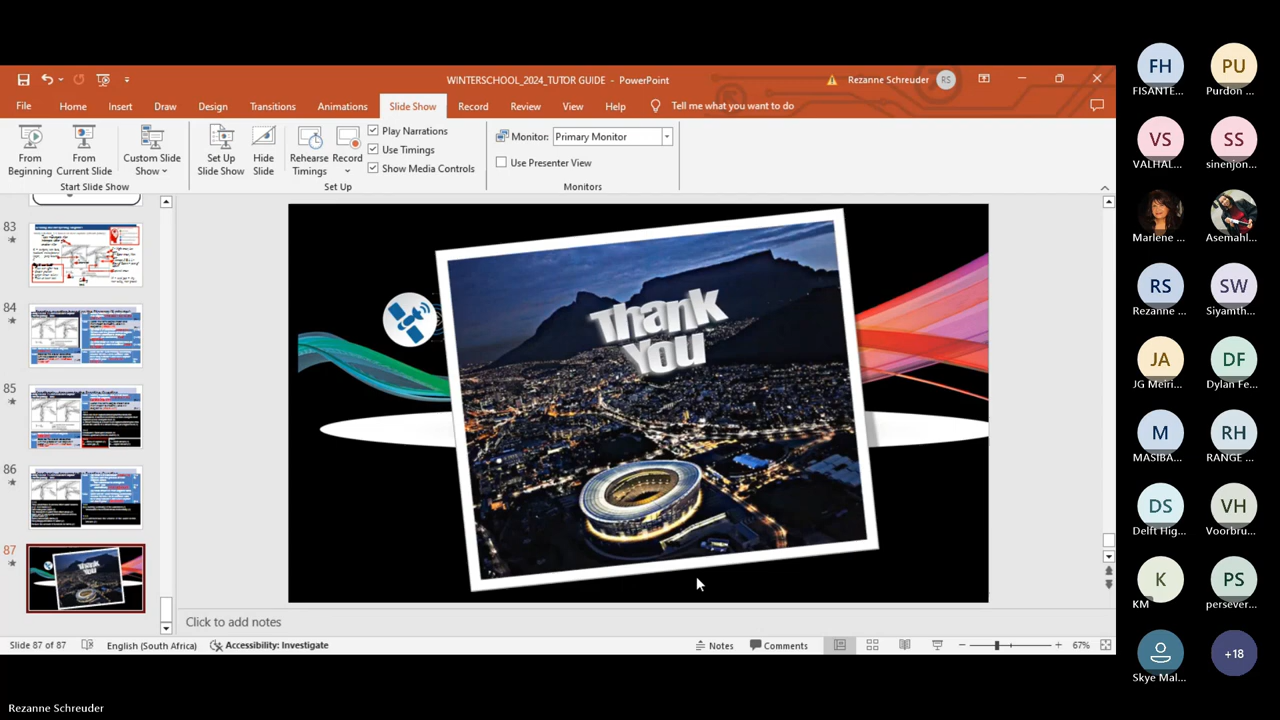 WINTERSCHOOL_2024_TUTOR GUIDE - PowerPoint
Rezanne Schreuder
RS
File
Home
Insert
Draw
Design
Transitions
Animations
Slide Show
Record
Review
View
Help
Tell me what you want to do
From
Beginning
From
Current Slide
Custom Slide
Show
Start Slide Show
Set Up
Slide Show
Hide
Slide
Rehearse
Timings
Record
Play Narrations
Use Timings
Show Media Controls
Set Up
Monitor:
Primary Monitor
Use Presenter View
Monitors
83
84
85
86
87
Thank
You
Thank
You
Click to add notes
Slide 87 of 87
English (South Africa)
Accessibility: Investigate
Notes
Comments
67%
FH
FISANTE...
PU
Purdon ...
VS
VALHAL...
SS
sinenjon...
Marlene ...
Asemahl...
RS
Rezanne ...
SW
Siyamth...
JA
JG Meiri...
DF
Dylan Fe...
M
MASIBA...
RH
RANGE ...
DS
Delft Hig...
VH
Voorbru...
K
KM
PS
persever...
Skye Mal...
+18
Rezanne Schreuder